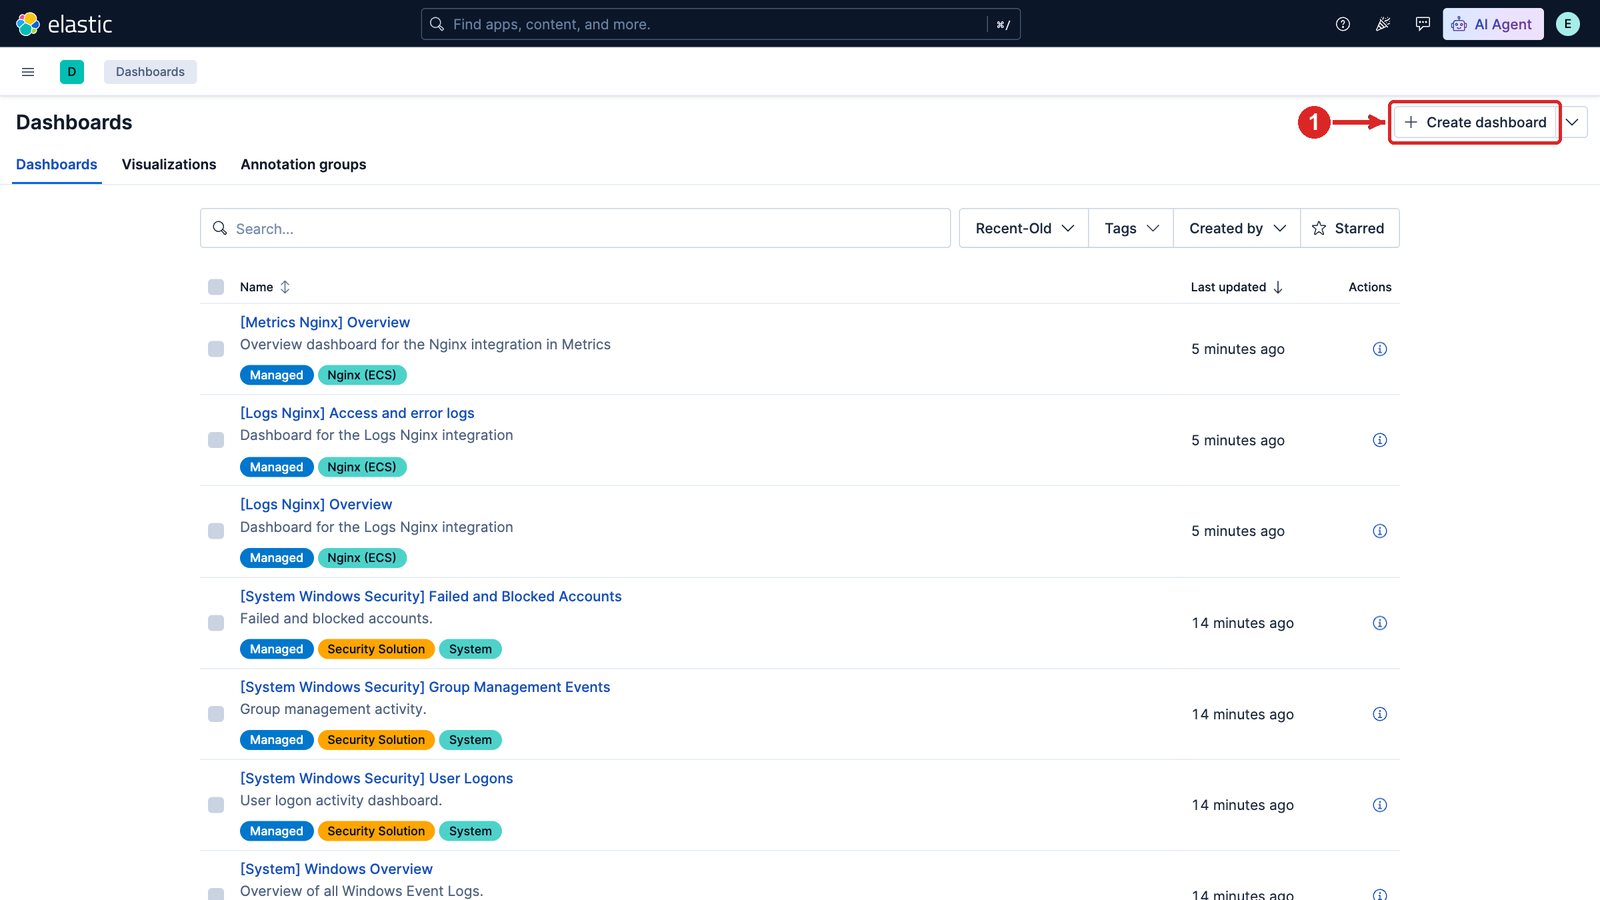 elastic
Find apps, content, and more.
⌘/
AI Agent
E
D
Dashboards
Dashboards
1
Create dashboard
Dashboards
Visualizations
Annotation groups
Search...
Recent-Old
Tags
Created by
Starred
Name
Last updated
Actions
[Metrics Nginx] Overview
Overview dashboard for the Nginx integration in Metrics
5 minutes ago
Managed
Nginx (ECS)
[Logs Nginx] Access and error logs
Dashboard for the Logs Nginx integration
5 minutes ago
Managed
Nginx (ECS)
[Logs Nginx] Overview
Dashboard for the Logs Nginx integration
5 minutes ago
Managed
Nginx (ECS)
[System Windows Security] Failed and Blocked Accounts
Failed and blocked accounts.
14 minutes ago
Managed
Security Solution
System
[System Windows Security] Group Management Events
Group management activity.
14 minutes ago
Managed
Security Solution
System
[System Windows Security] User Logons
User logon activity dashboard.
14 minutes ago
Managed
Security Solution
System
[System] Windows Overview
Overview of all Windows Event Logs.
14 minutes ago